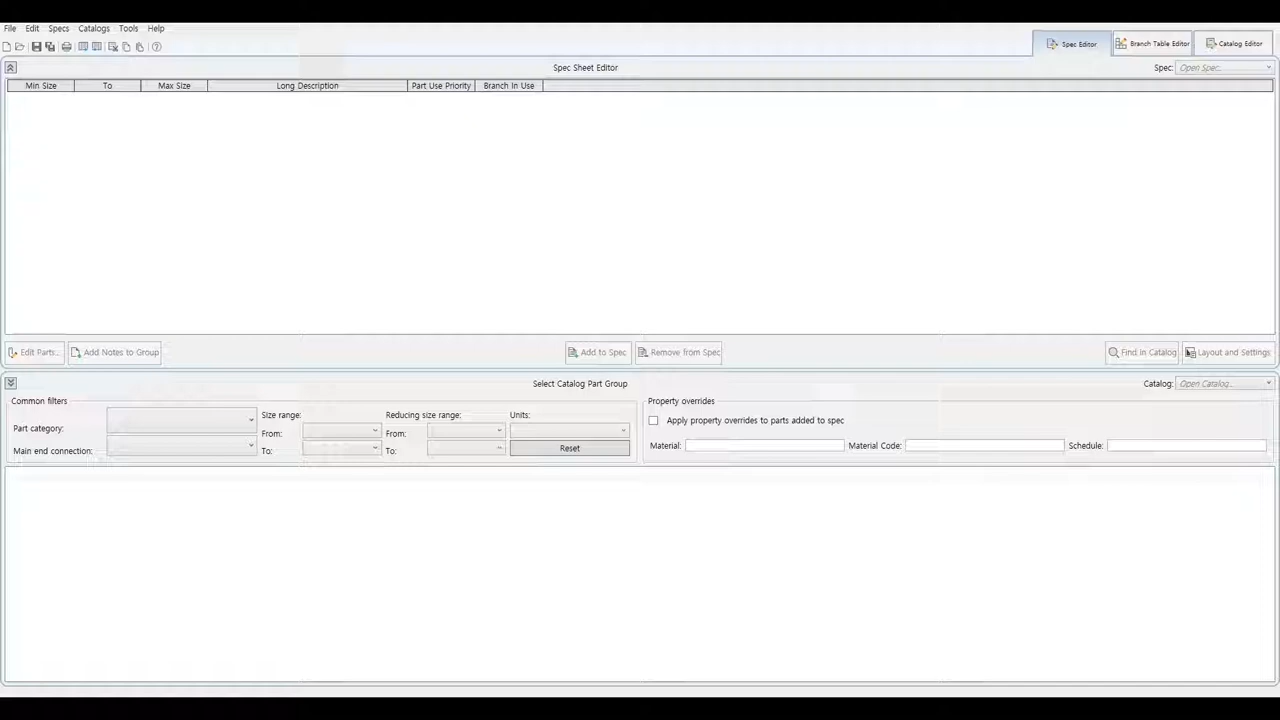 File Edit Specs Catalogs Tools Help
Spec Editor Branch Table Editor Catalog Editor
Spec Sheet Editor Spec: Open Spec...
Min Size To Max Size Long Description Part Use Priority Branch In Use
Edit Parts... Add Notes to Group Add to Spec Remove from Spec Find In Catalog Layout and Settings
Select Catalog Part Group Catalog: Open Catalog...
Common filters Property overrides
Size range: Reducing size range: Units:
Apply property overrides to parts added to spec
Part category: From: From:
Main end connection: To: To: Reset Material: Material Code: Schedule: